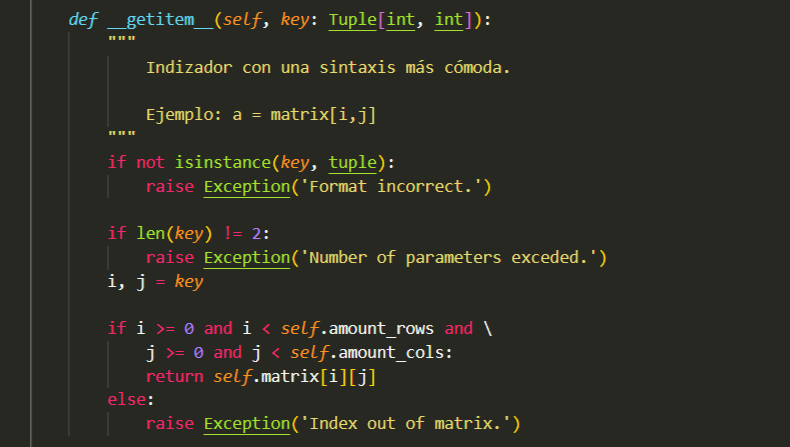 def __getitem__(self, key: Tuple[int, int]):
"""
Indizador con una sintaxis más cómoda.
Ejemplo: a = matrix[i,j]
"""
if not isinstance(key, tuple):
raise Exception('Format incorrect.')
if len(key) != 2:
raise Exception('Number of parameters exceded.')
i, j = key
if i >= 0 and i < self.amount_rows and \
j >= 0 and j < self.amount_cols:
return self.matrix[i][j]
else:
raise Exception('Index out of matrix.')